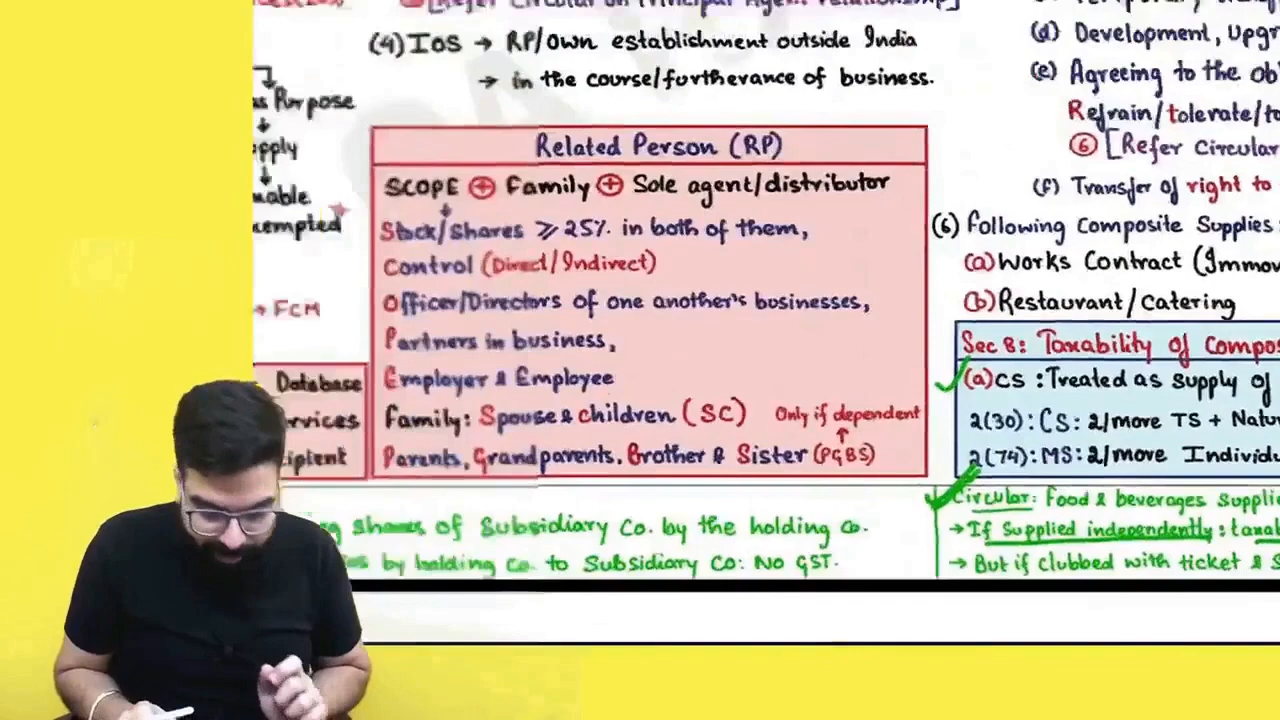 (4) IOS → RP/Own establishment outside India
→ in the course/furtherance of business.
Purpose
Exempted
→ FCM
Database
Related Person (RP)
SCOPE ⊕ Family ⊕ Sole agent/distributor
Stock/Shares ⩾ 25% in both of them,
Control (Direct/Indirect)
Officer/Directors of one another's businesses,
Partners in business,
Employer & Employee
Family: Spouse & children (SC) Only if dependent
Parents, Grandparents, Brother & Sister (PGBS)
shares of Subsidiary Co. by the holding co.
by holding Co. to Subsidiary Co: No GST.
(d) Development, Upgr
(e) Agreeing to the ob
Refrain/tolerate/to
⑥ [Refer Circular
(f) Transfer of right to
(6) Following Composite Supplies
(a) Works Contract (Immov
(b) Restaurant/Catering
Sec 8: Taxability of Compos
(a) CS : Treated as supply of
2(30): CS: 2/more TS + Natu
2(74): MS: 2/more Individu
Circular: Food & beverages supplie
→ If Supplied independently: taxab
→ But if clubbed with ticket & S